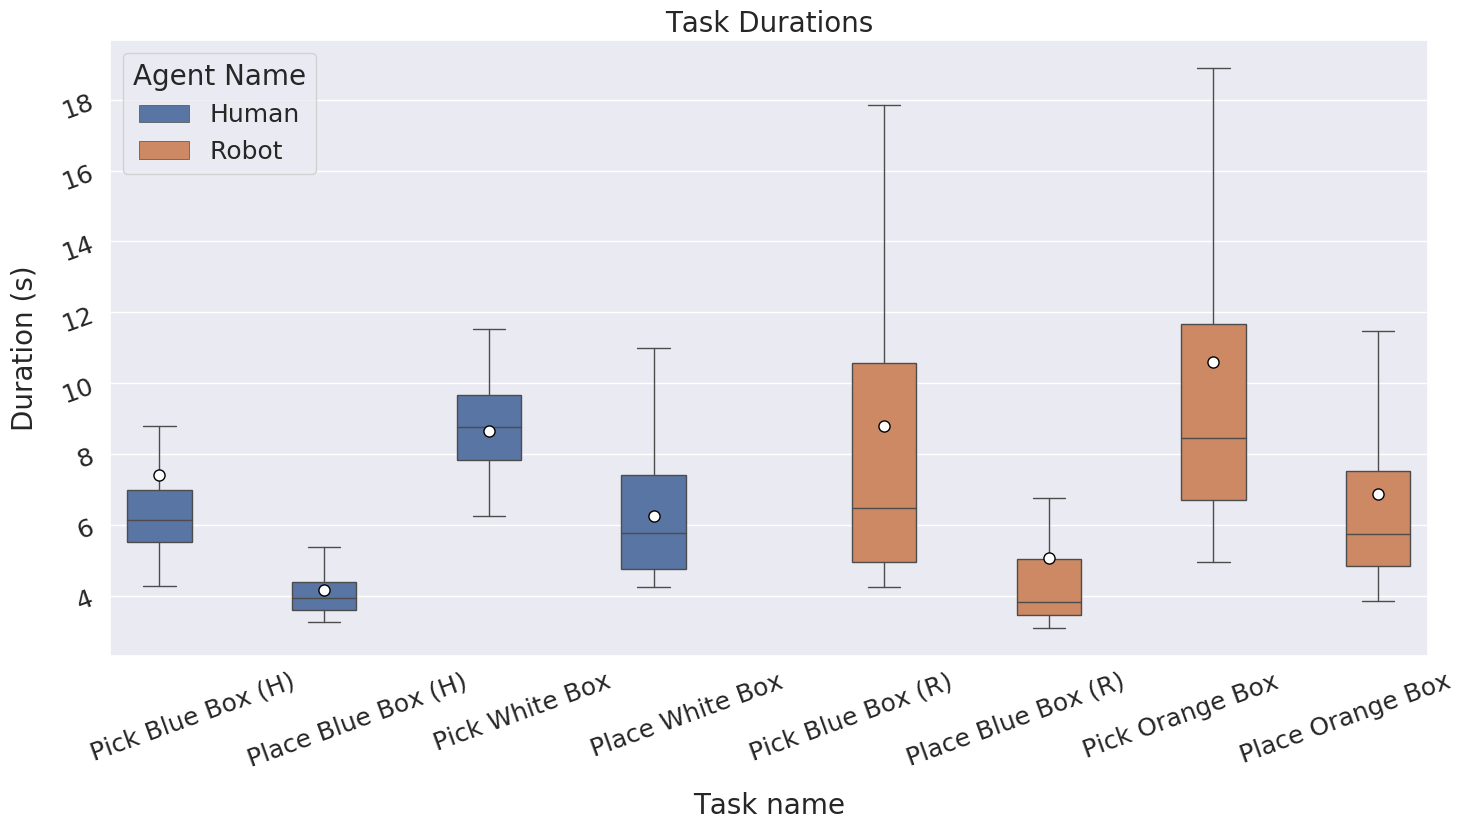 Task Durations
Agent Name
Human
Robot
Duration (s)
18
16
14
12
10
8
6
4
Pick Blue Box (H)
Place Blue Box (H)
Pick White Box
Place White Box
Pick Blue Box (R)
Place Blue Box (R)
Pick Orange Box
Place Orange Box
Task name